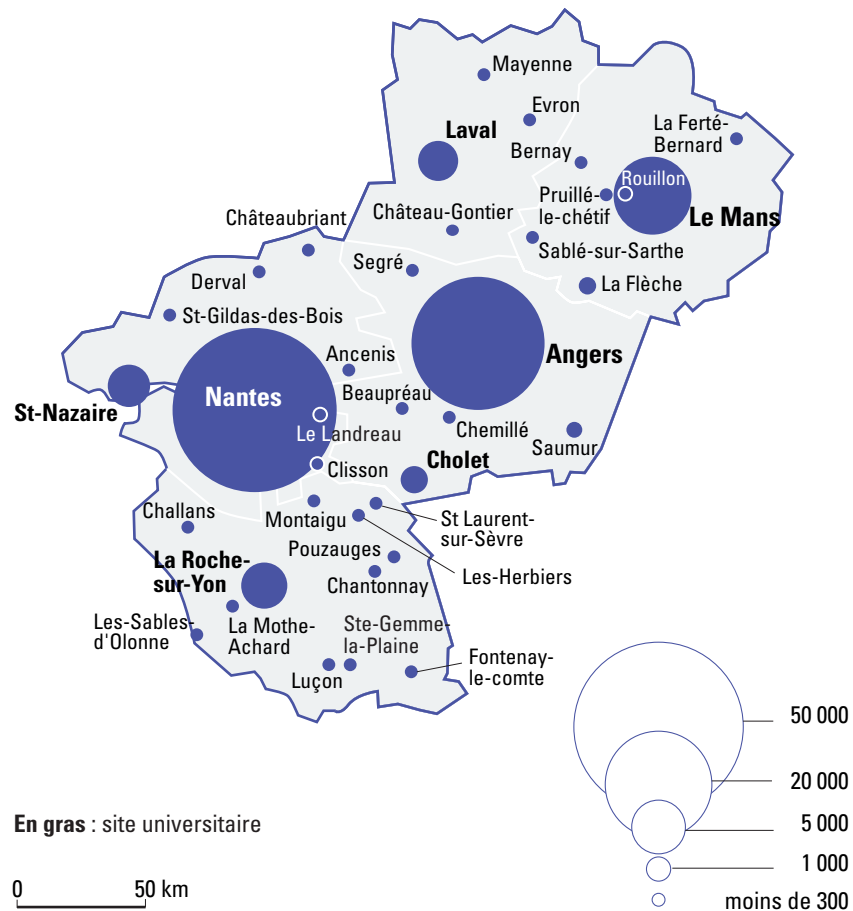 Mayenne
Evron
Laval
La Ferté-
Bernard
Bernay
Rouillon
Pruillé-
le-chétif
Le Mans
Châteaubriant
Château-Gontier
Sablé-sur-Sarthe
Segré
Derval
La Flèche
St-Gildas-des-Bois
Ancenis
Angers
Beaupréau
Nantes
St-Nazaire
Le Landreau
Chemillé
Saumur
Cholet
Clisson
Challans
Montaigu
St Laurent-
sur-Sèvre
Pouzauges
La Roche-
sur-Yon
Les-Herbiers
Chantonnay
Les-Sables-
d'Olonne
La Mothe-
Achard
Ste-Gemme-
la-Plaine
Luçon
Fontenay-
le-comte
50 000
20 000
5 000
1 000
moins de 300
En gras : site universitaire
0 50 km